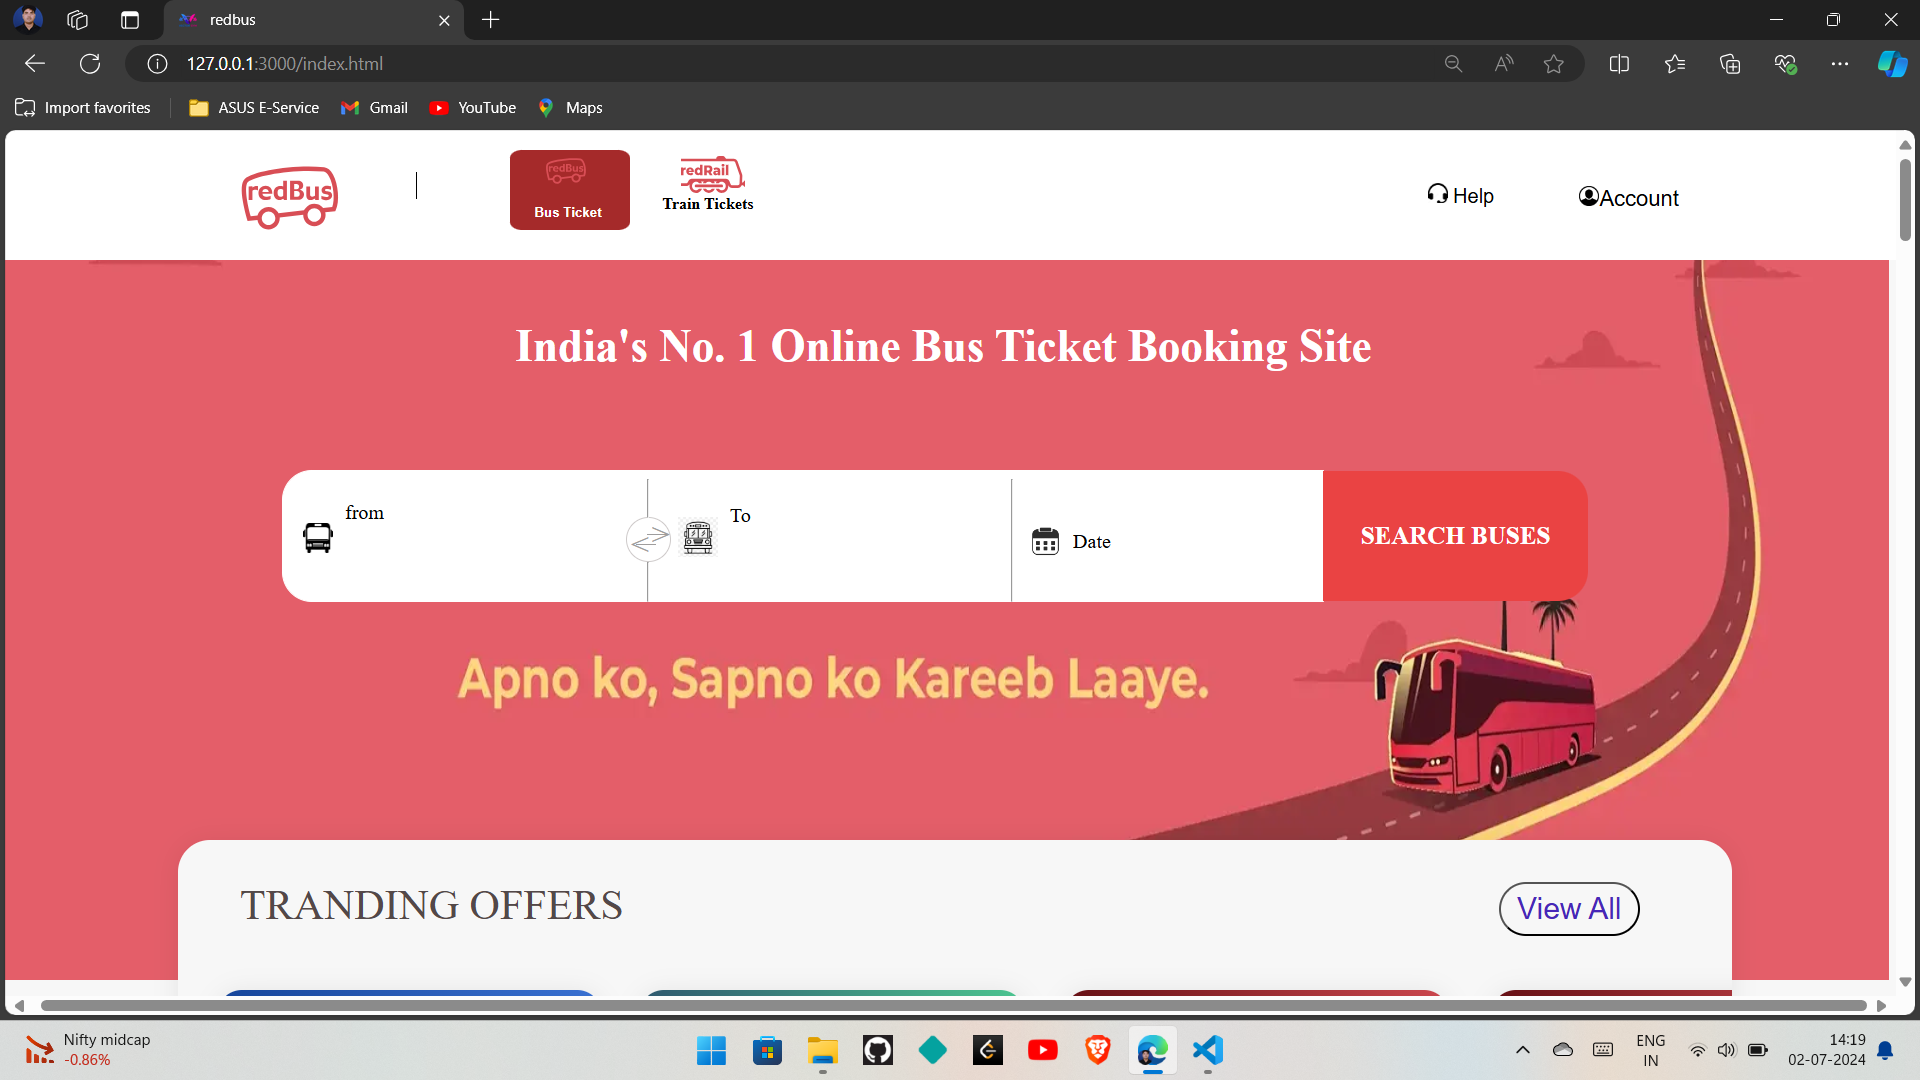 redbus
127.0.0.1:3000/index.html
Import favorites
ASUS E-Service
Gmail
YouTube
Maps
redBus
redBus
Bus Ticket
redRail
Train Tickets
Help
Account
India's No. 1 Online Bus Ticket Booking Site
from
To
Date
SEARCH BUSES
Apno ko, Sapno ko Kareeb Laaye.
TRANDING OFFERS
View All
Nifty midcap
-0.86%
ENG
IN
14:19
02-07-2024